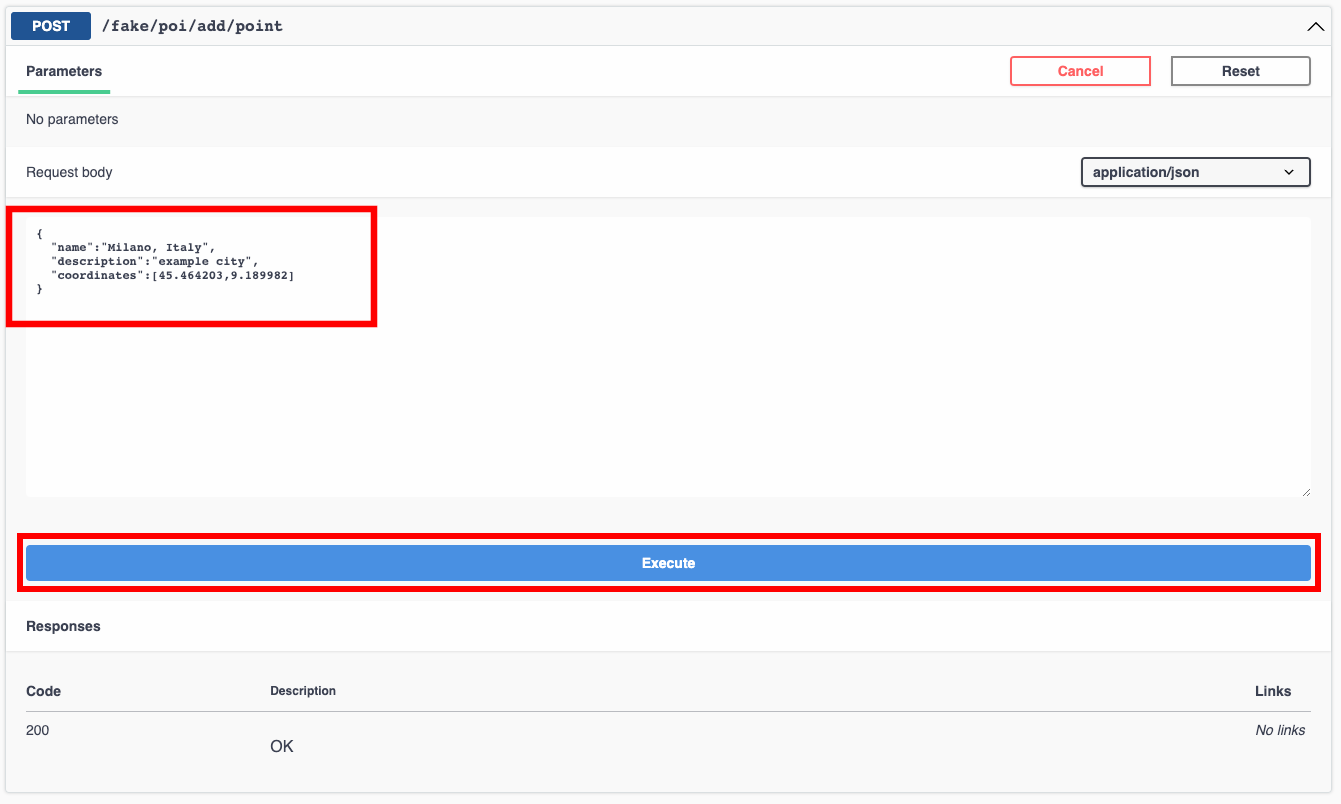 POST /fake/poi/add/point
Parameters Cancel Reset
No parameters
Request body application/json
{
  "name":"Milano, Italy",
  "description":"example city",
  "coordinates":[45.464203,9.189982]
}
Execute
Responses
Code Description Links
200 OK No links